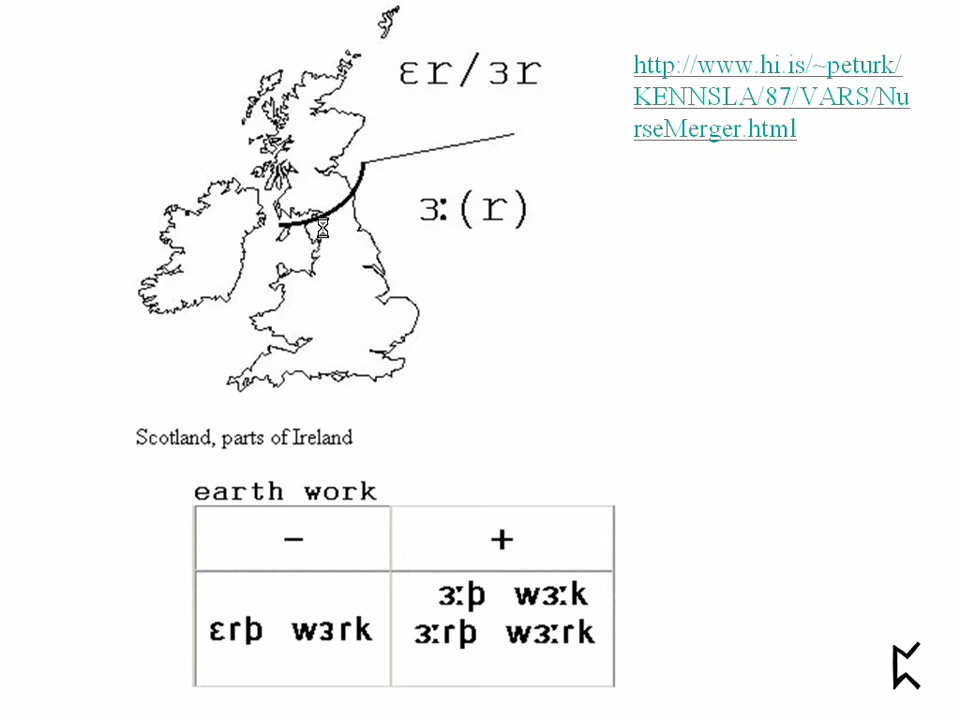 ɛr/ɜr
http://www.hi.is/~peturk/
KENNSLA/87/VARS/Nu
rseMerger.html
ɜː(r)
Scotland, parts of Ireland
earth work
− +
ɜːþ wɜːk
ɛrþ wɜrk ɜːrþ wɜːrk